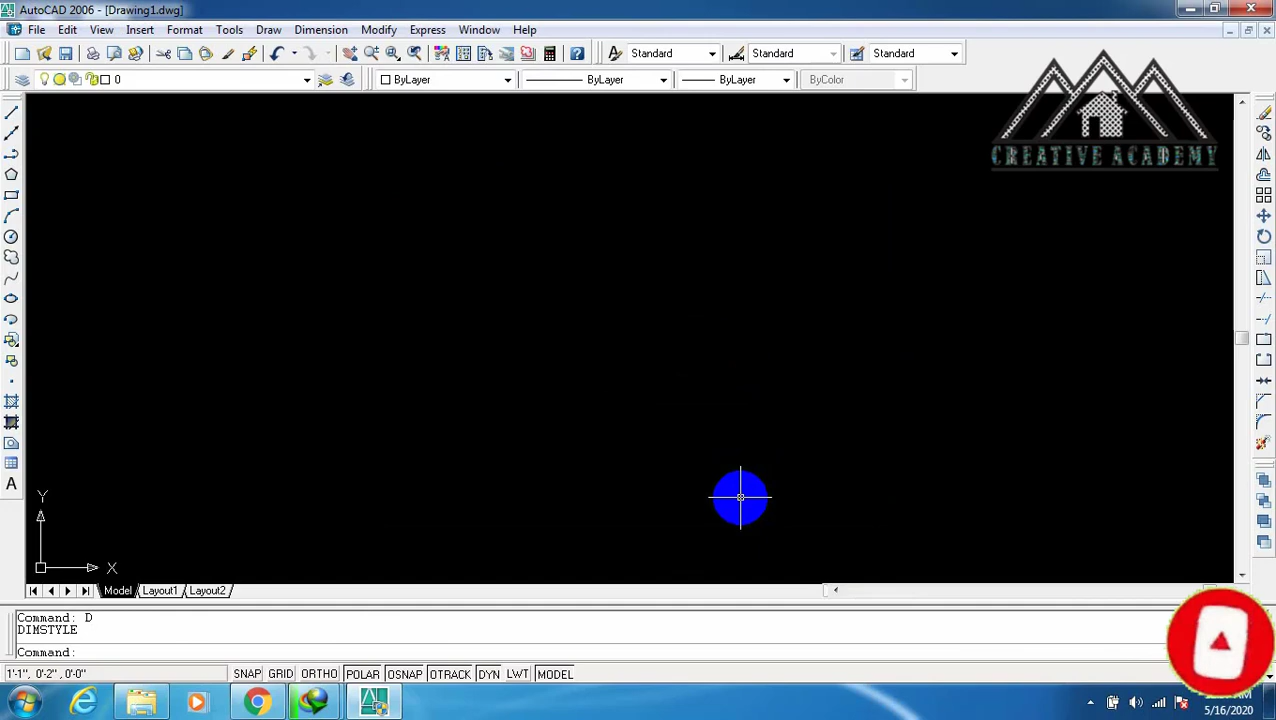 AutoCAD 2006 - [Drawing1.dwg]
File Edit View Insert Format Tools Draw Dimension Modify Express Window Help
Standard Standard Standard
0 ByLayer ByLayer ByLayer ByColor
CREATIVE ACADEMY
Y
X
Model Layout1 Layout2
Command: D
DIMSTYLE
Command:
1'-1", 0'-2", 0'-0" SNAP GRID ORTHO POLAR OSNAP OTRACK DYN LWT MODEL
5/16/2020